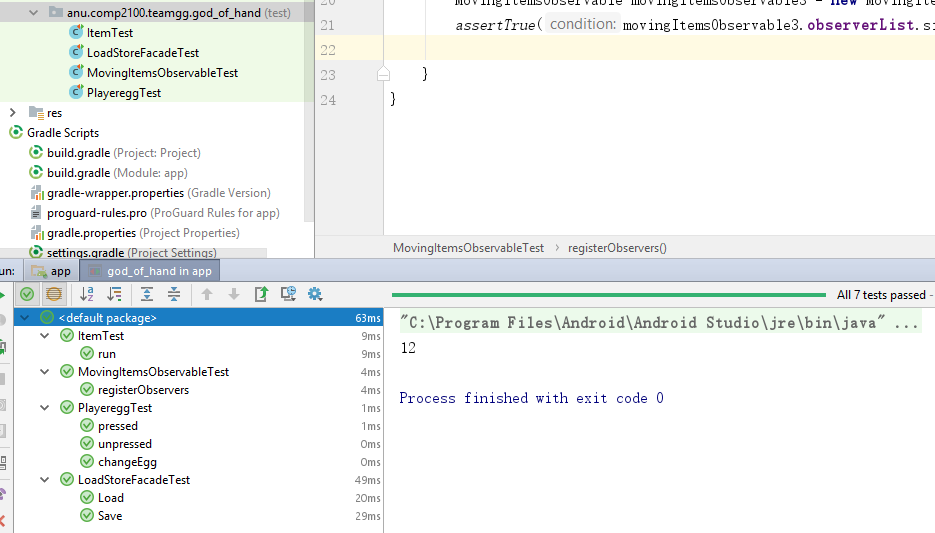 anu.comp2100.teamgg.god_of_hand (test)
ItemTest
LoadStoreFacadeTest
MovingItemsObservableTest
PlayereggTest
res
Gradle Scripts
build.gradle (Project: Project)
build.gradle (Module: app)
gradle-wrapper.properties (Gradle Version)
proguard-rules.pro (ProGuard Rules for app)
gradle.properties (Project Properties)
settings.gradle (Project Settings)
20 MovingItemsObservable movingItemsObservable3 = new MovingIte
21 assertTrue( condition: movingItemsObservable3.observerList.si
22
23 }
24 }
MovingItemsObservableTest › registerObservers()
un: app god_of_hand in app
All 7 tests passed -
<default package> 63ms
ItemTest 9ms
run 9ms
MovingItemsObservableTest 4ms
registerObservers 4ms
PlayereggTest 1ms
pressed 1ms
unpressed 0ms
changeEgg 0ms
LoadStoreFacadeTest 49ms
Load 20ms
Save 29ms
"C:\Program Files\Android\Android Studio\jre\bin\java" ...
12
Process finished with exit code 0